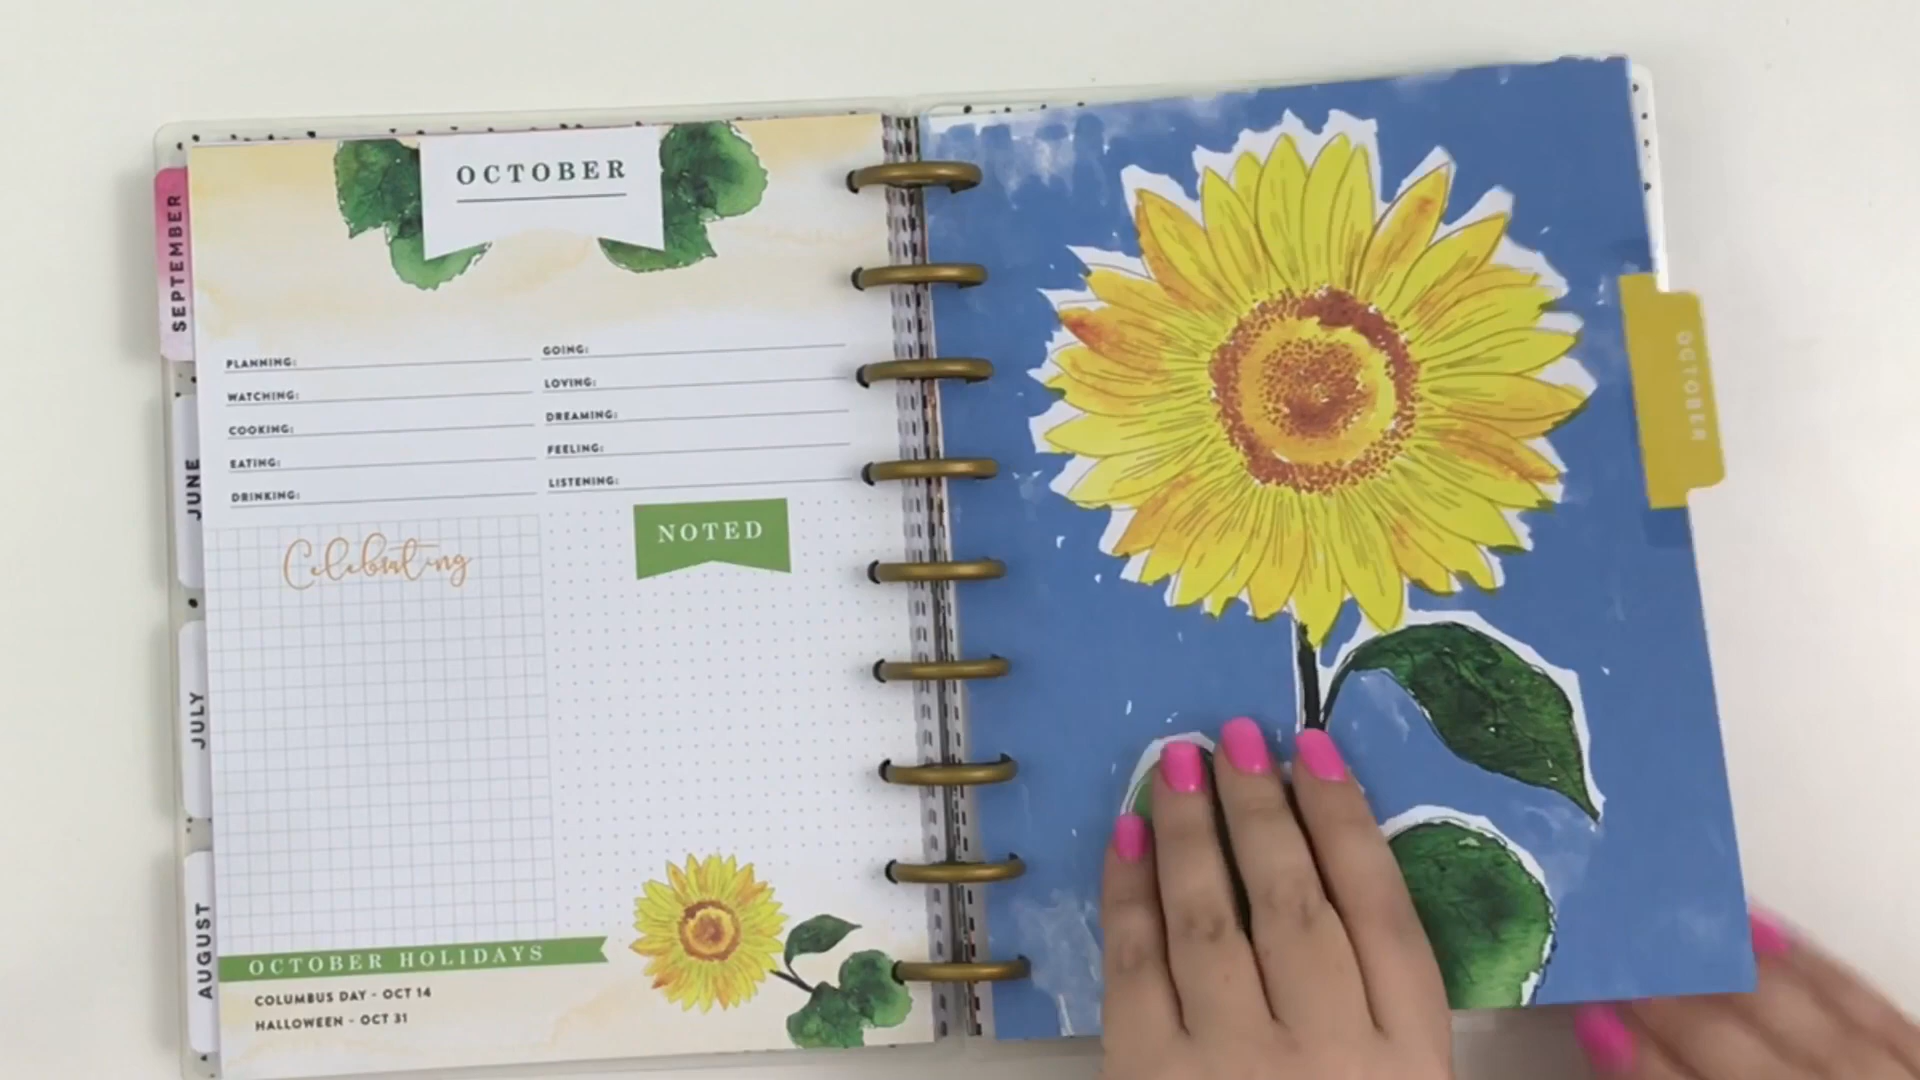 OCTOBER
PLANNING:
WATCHING:
COOKING:
EATING:
DRINKING:
GOING:
LOVING:
DREAMING:
FEELING:
LISTENING:
Celebrating
NOTED
OCTOBER HOLIDAYS
COLUMBUS DAY - OCT 14
HALLOWEEN - OCT 31
SEPTEMBER
JUNE
JULY
AUGUST
OCTOBER